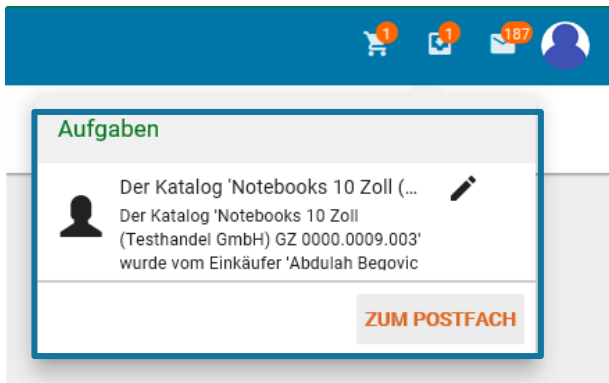 1 1 187
Aufgaben
Der Katalog 'Notebooks 10 Zoll (...
Der Katalog 'Notebooks 10 Zoll
(Testhandel GmbH) GZ 0000.0009.003'
wurde vom Einkäufer 'Abdulah Begovic
ZUM POSTFACH